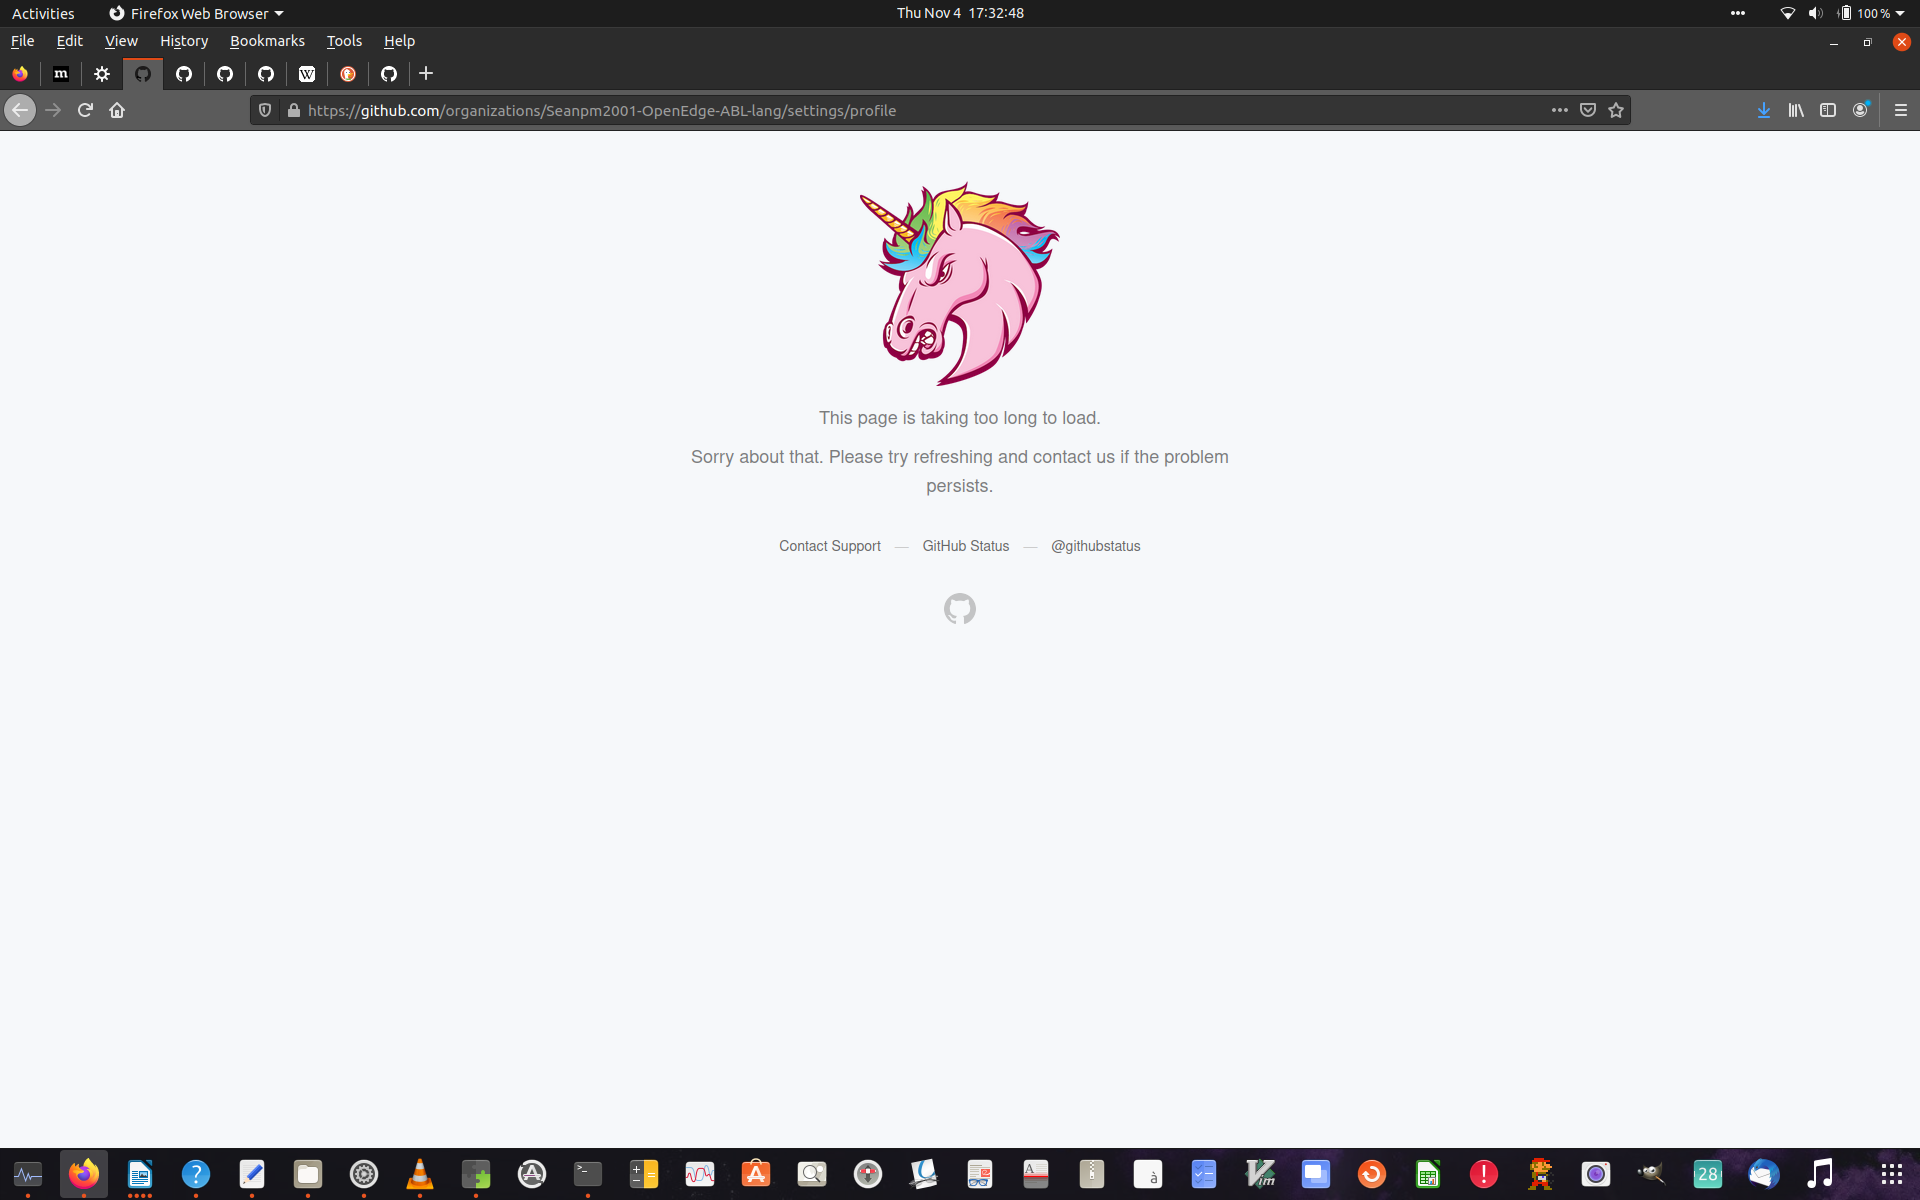 Activities
Firefox Web Browser
Thu Nov 4 17:32:48
100 %
File Edit View History Bookmarks Tools Help
m
W
https://github.com/organizations/Seanpm2001-OpenEdge-ABL-lang/settings/profile
This page is taking too long to load.
Sorry about that. Please try refreshing and contact us if the problem
persists.
Contact Support — GitHub Status — @githubstatus
?
>_
A
à
Vim
!
28